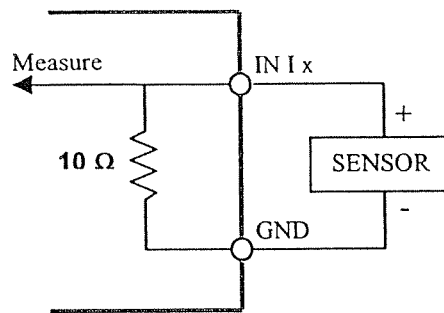 Measure
IN I x
+
10 Ω
SENSOR
-
GND